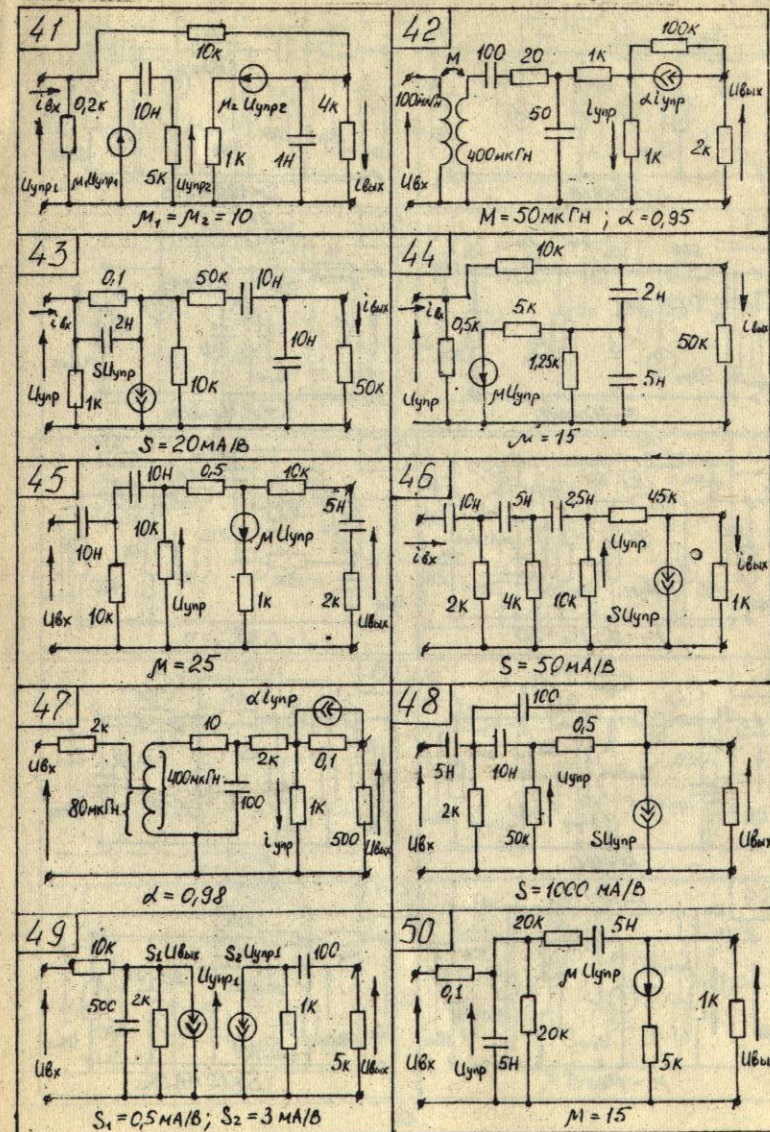 41
10к
iвх
0,2к
10н
μ₂ Uупр2
4к
Uупр1
μ₁Uупр1
5к
Uупр2
1к
1н
iвых
μ₁ = μ₂ = 10
42
M
100
20
1к
100к
100мкГн
400мкГн
50
iупр
αiупр
1к
2к
Uвых
Uвх
M = 50мкГн ; α = 0,95
43
0,1
50к
10н
iвх
2н
iвых
Uупр
SUупр
1к
10к
10н
50к
S = 20мА/В
44
10к
iвх
5к
2н
iвых
0,5к
1,25к
50к
Uупр
μUупр
5н
μ = 15
45
10н
0,5
10к
5н
10н
10к
μUупр
Uвх
10к
Uупр
1к
2к
Uвых
μ = 25
46
10н
5н
2,5н
4,5к
iвх
Uупр
iвых
2к
4к
10к
SUупр
1к
S = 50мА/В
47
2к
10
2к
αiупр
0,1
Uвх
400мкГн
80мкГн
100
1к
iупр
500
Uвых
α = 0,98
48
100
0,5
5н
10н
Uупр
Uвх
2к
50к
SUупр
Uвых
S = 1000 мА/В
49
10к
S₁Uвых
S₂Uупр1
100
500
2к
Uупр1
1к
Uвх
5к
Uвых
S₁ = 0,5мА/В; S₂ = 3 мА/В
50
20к
5н
μUупр
0,1
1к
Uвх
Uупр
5н
20к
5к
Uвых
μ = 15